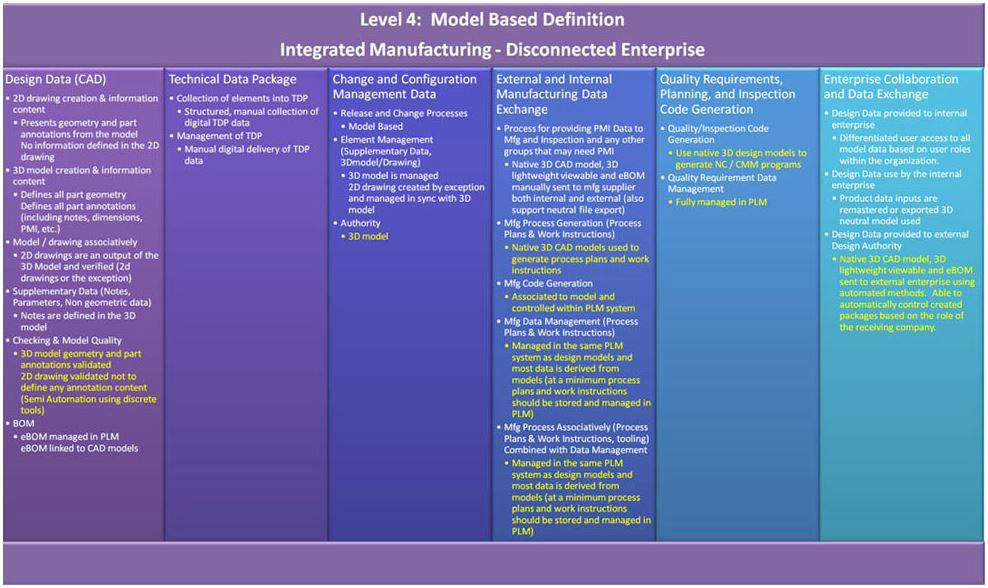 Level 4:  Model Based Definition
Integrated Manufacturing - Disconnected Enterprise
Design Data (CAD)
• 2D drawing creation & information
content
• Presents geometry and part
annotations from the model
No information defined in the 2D
drawing
• 3D model creation & information
content
• Defines all part geometry
Defines all part annotations
(including notes, dimensions,
PMI, etc.)
• Model / drawing associatively
• 2D drawings are an output of the
3D Model and verified (2d
drawings or the exception)
• Supplementary Data (Notes,
Parameters, Non geometric data)
• Notes are defined in the 3D
model
• Checking & Model Quality
• 3D model geometry and part
annotations validated
2D drawing validated not to
define any annotation content
(Semi Automation using discrete
tools)
• BOM
• eBOM managed in PLM
eBOM linked to CAD models
Technical Data Package
• Collection of elements into TDP
• Structured, manual collection of
digital TDP data
• Management of TDP
• Manual digital delivery of TDP
data
Change and Configuration
Management Data
• Release and Change Processes
• Model Based
• Element Management
(Supplementary Data,
3Dmodel/Drawing)
• 3D model is managed
2D drawing created by exception
and managed in sync with 3D
model
• Authority
• 3D model
External and Internal
Manufacturing Data
Exchange
• Process for providing PMI Data to
Mfg and Inspection and any other
groups that may need PMI
• Native 3D CAD model, 3D
lightweight viewable and eBOM
manually sent to mfg supplier
both internal and external (also
support neutral file export)
• Mfg Process Generation (Process
Plans & Work Instructions)
• Native 3D CAD models used to
generate process plans and work
instructions
• Mfg Code Generation
• Associated to model and
controlled within PLM system
• Mfg Data Management (Process
Plans & Work Instructions)
• Managed in the same PLM
system as design models and
most data is derived from
models (at a minimum process
plans and work instructions
should be stored and managed in
PLM)
• Mfg Process Associatively (Process
Plans & Work Instructions, tooling)
Combined with Data Management
• Managed in the same PLM
system as design models and
most data is derived from
models (at a minimum process
plans and work instructions
should be stored and managed in
PLM)
Quality Requirements,
Planning, and Inspection
Code Generation
• Quality/Inspection Code
Generation
• Use native 3D design models to
generate NC / CMM programs
• Quality Requirement Data
Management
• Fully managed in PLM
Enterprise Collaboration
and Data Exchange
• Design Data provided to internal
enterprise
• Differentiated user access to all
model data based on user roles
within the organization.
• Design Data use by the internal
enterprise
• Product data inputs are
remastered or exported 3D
neutral model used
• Design Data provided to external
Design Authority
• Native 3D CAD model, 3D
lightweight viewable and eBOM
sent to external enterprise using
automated methods.  Able to
automatically control created
packages based on the role of
the receiving company.